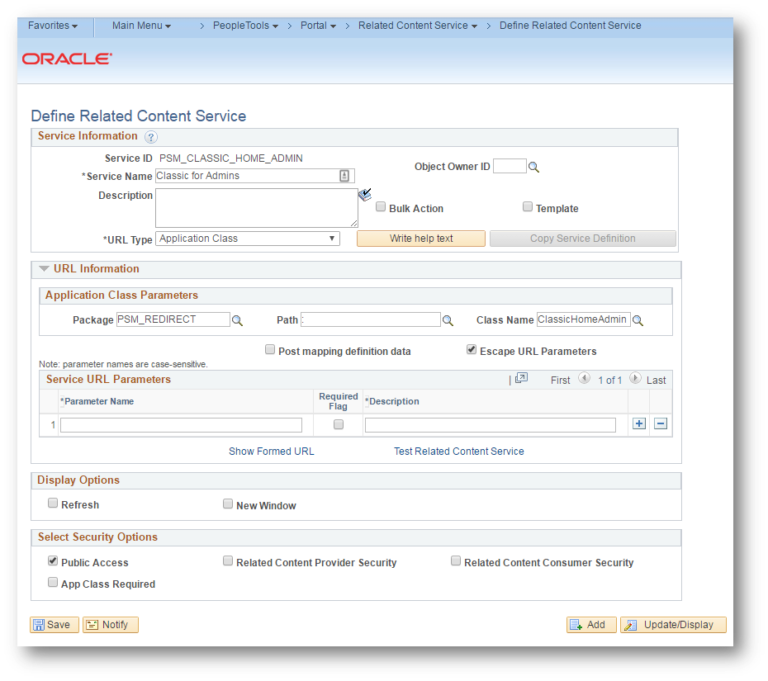 Favorites Main Menu > PeopleTools > Portal > Related Content Service > Define Related Content Service
ORACLE
Define Related Content Service
Service Information ?
Service ID PSM_CLASSIC_HOME_ADMIN
*Service Name Classic for Admins
Object Owner ID
Description
Bulk Action Template
*URL Type Application Class Write help text Copy Service Definition
URL Information
Application Class Parameters
Package PSM_REDIRECT Path : Class Name ClassicHomeAdmin
Post mapping definition data Escape URL Parameters
Note: parameter names are case-sensitive.
Service URL Parameters | First 1 of 1 Last
*Parameter Name Required Flag *Description
1
Show Formed URL Test Related Content Service
Display Options
Refresh New Window
Select Security Options
Public Access Related Content Provider Security Related Content Consumer Security
App Class Required
Save Notify Add Update/Display